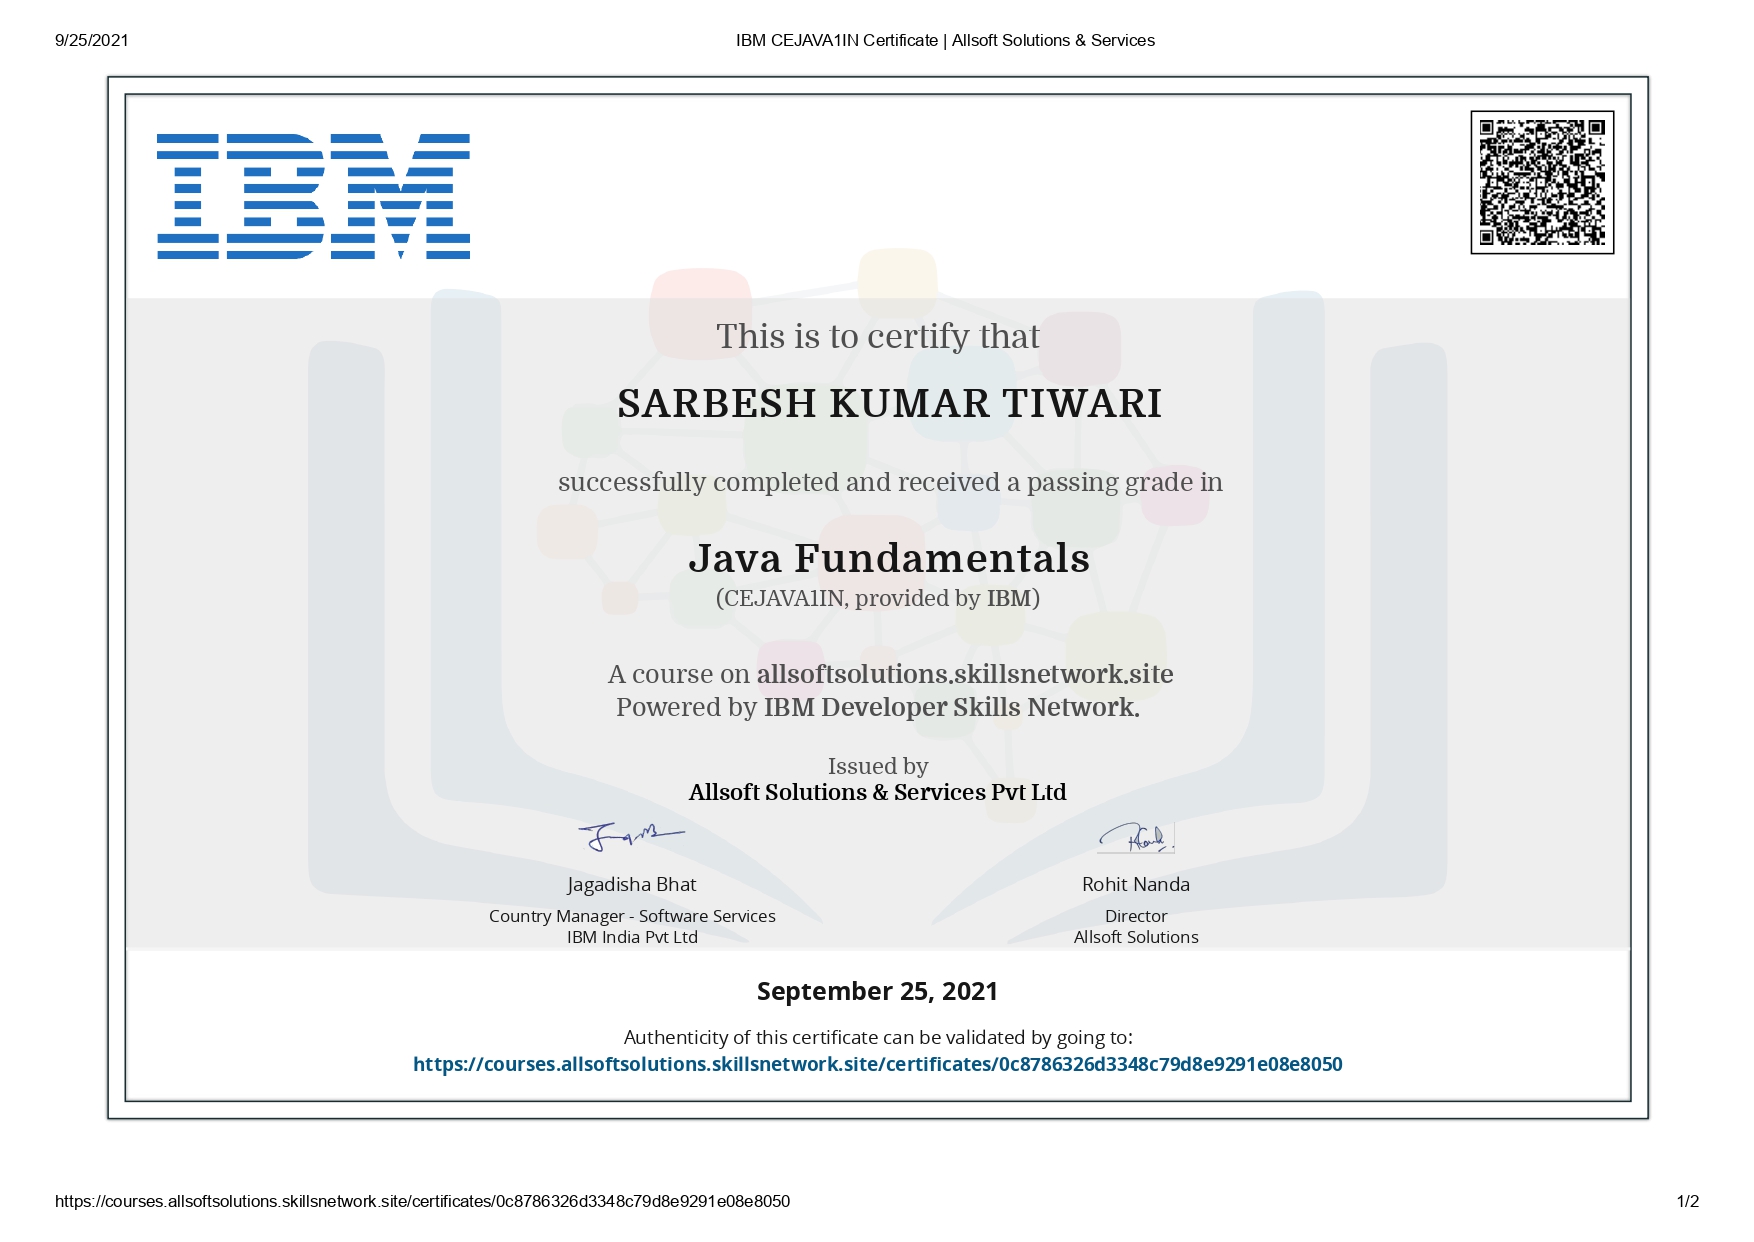 9/25/2021
IBM CEJAVA1IN Certificate | Allsoft Solutions & Services
IBM
This is to certify that
SARBESH KUMAR TIWARI
successfully completed and received a passing grade in
Java Fundamentals
(CEJAVA1IN, provided by IBM)
A course on allsoftsolutions.skillsnetwork.site
Powered by IBM Developer Skills Network.
Issued by
Allsoft Solutions & Services Pvt Ltd
Jagadisha Bhat
Country Manager - Software Services
IBM India Pvt Ltd
Rohit Nanda
Director
Allsoft Solutions
September 25, 2021
Authenticity of this certificate can be validated by going to:
https://courses.allsoftsolutions.skillsnetwork.site/certificates/0c8786326d3348c79d8e9291e08e8050
https://courses.allsoftsolutions.skillsnetwork.site/certificates/0c8786326d3348c79d8e9291e08e8050
1/2